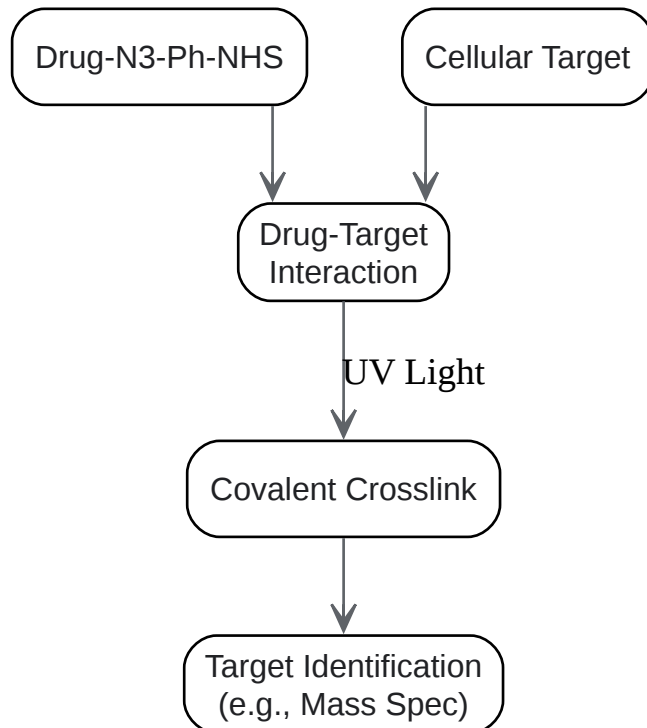 Drug-N3-Ph-NHS
Cellular Target
Drug-Target
Interaction
UV Light
Covalent Crosslink
Target Identification
(e.g., Mass Spec)